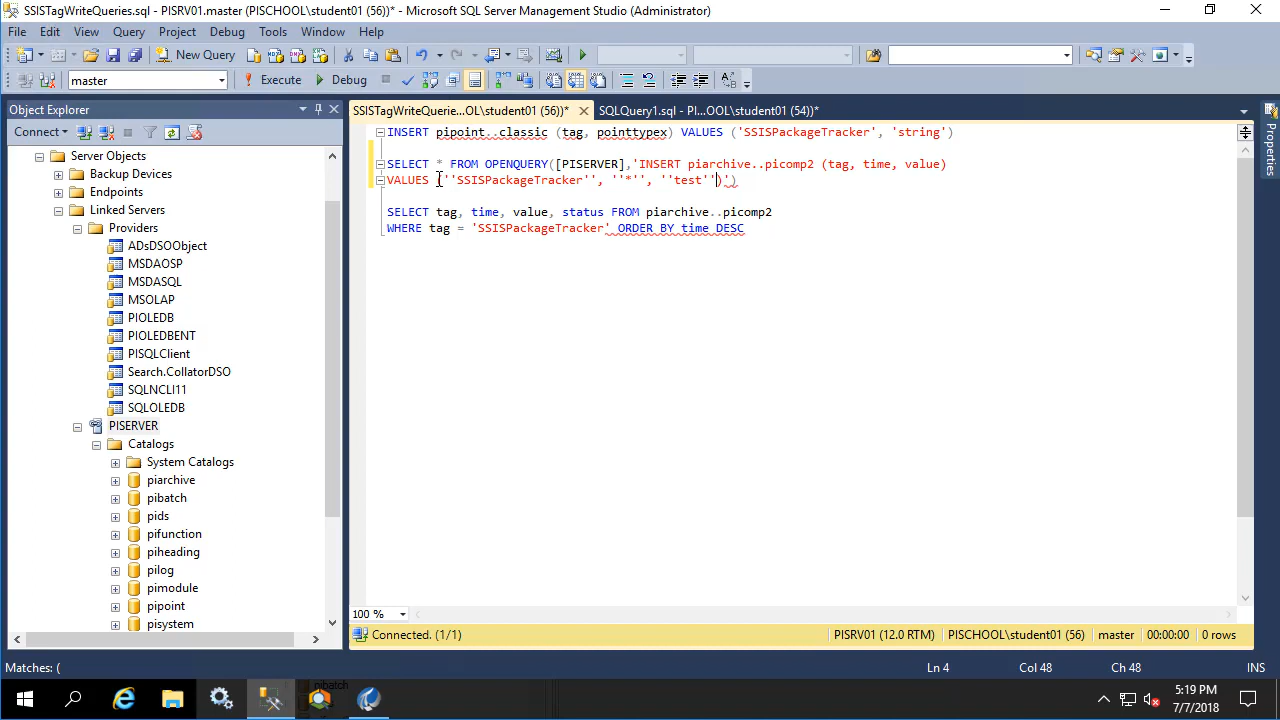 SSISTagWriteQueries.sql - PISRV01.master (PISCHOOL\student01 (56))* - Microsoft SQL Server Management Studio (Administrator)
File Edit View Query Project Debug Tools Window Help
New Query
master Execute Debug
Object Explorer
Connect
Server Objects
Backup Devices
Endpoints
Linked Servers
Providers
ADsDSOObject
MSDAOSP
MSDASQL
MSOLAP
PIOLEDB
PIOLEDBENT
PISQLClient
Search.CollatorDSO
SQLNCLI11
SQLOLEDB
PISERVER
Catalogs
System Catalogs
piarchive
pibatch
pids
pifunction
piheading
pilog
pimodule
pipoint
pisystem
SSISTagWriteQuerie...OL\student01 (56))* SQLQuery1.sql - PI...OOL\student01 (54))*
INSERT pipoint..classic (tag, pointtypex) VALUES ('SSISPackageTracker', 'string')
SELECT * FROM OPENQUERY([PISERVER],'INSERT piarchive..picomp2 (tag, time, value)
VALUES (''SSISPackageTracker'', ''*'', ''test'')')
SELECT tag, time, value, status FROM piarchive..picomp2
WHERE tag = 'SSISPackageTracker' ORDER BY time DESC
Properties
100 %
Connected. (1/1) PISRV01 (12.0 RTM) PISCHOOL\student01 (56) master 00:00:00 0 rows
Matches: ( Ln 4 Col 48 Ch 48 INS
pibatch
5:19 PM
7/7/2018